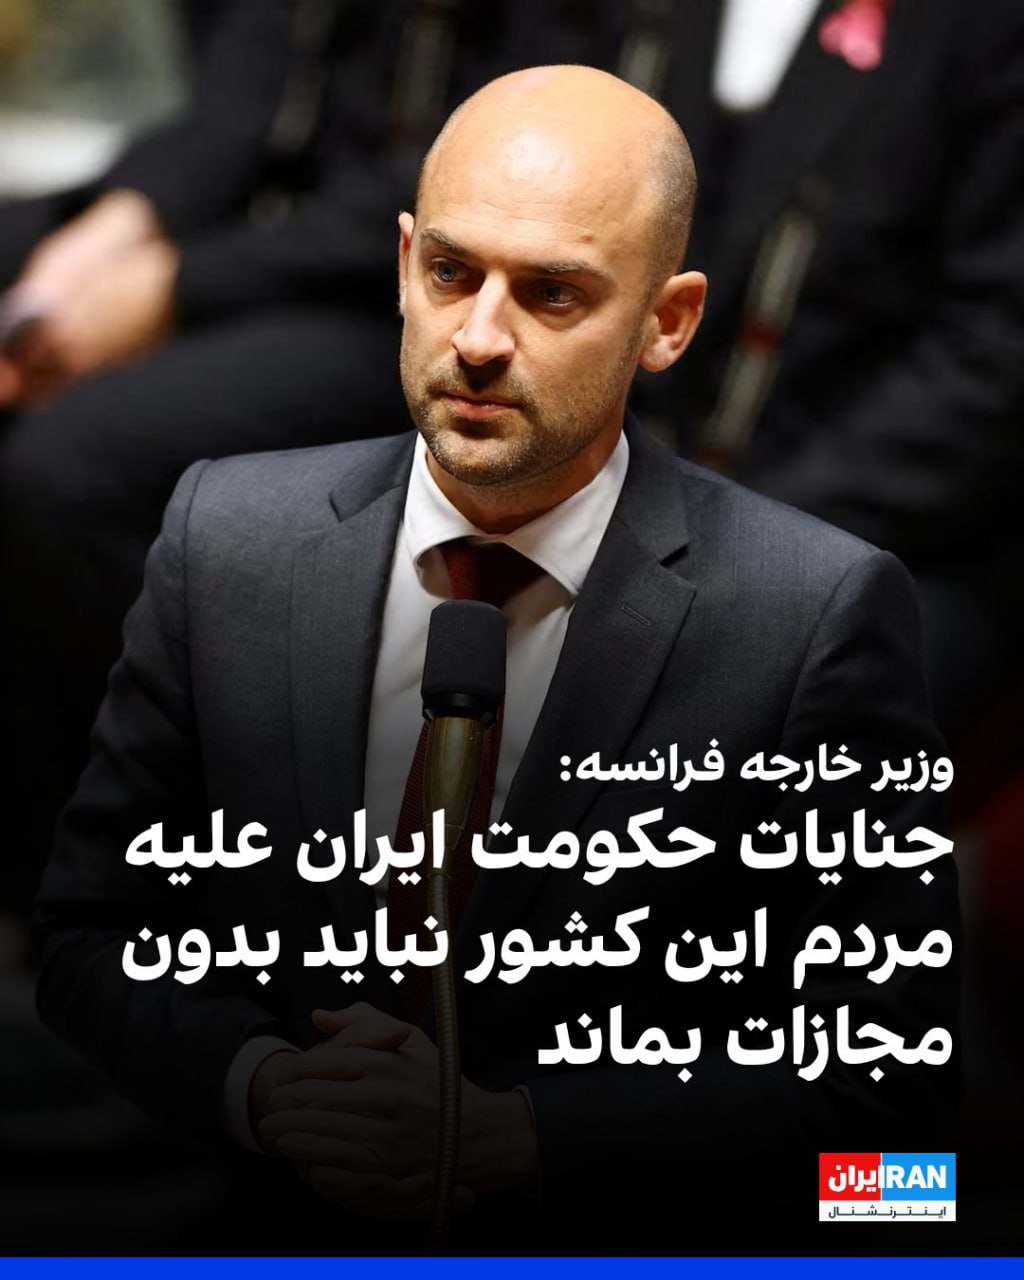 وزیر خارجه فرانسه:
جنایات حکومت ایران علیه
مردم این کشور نباید بدون
مجازات بماند
ایران IRAN
اینترنشنال